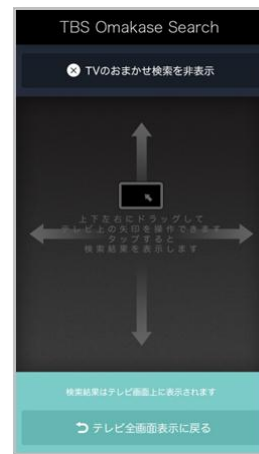 TBS Omakase Search
TVのおまかせ検索を非表示
上下左右にドラッグして
テレビ上の矢印を操作できます
タップすると
検索結果を表示します
検索結果はテレビ画面上に表示されます
テレビ全画面表示に戻る